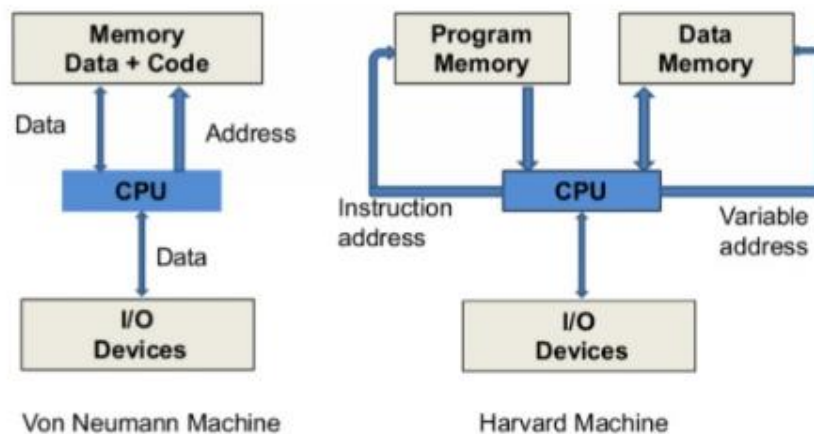 Memory
Data + Code
Data
Address
CPU
Data
I/O
Devices
Von Neumann Machine
Program
Memory
Data
Memory
CPU
Instruction
address
Variable
address
I/O
Devices
Harvard Machine